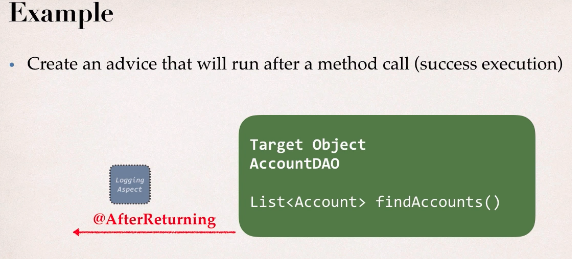 Example
• Create an advice that will run after a method call (success execution)
Target Object
AccountDAO
List<Account> findAccounts()
Logging
Aspect
@AfterReturning